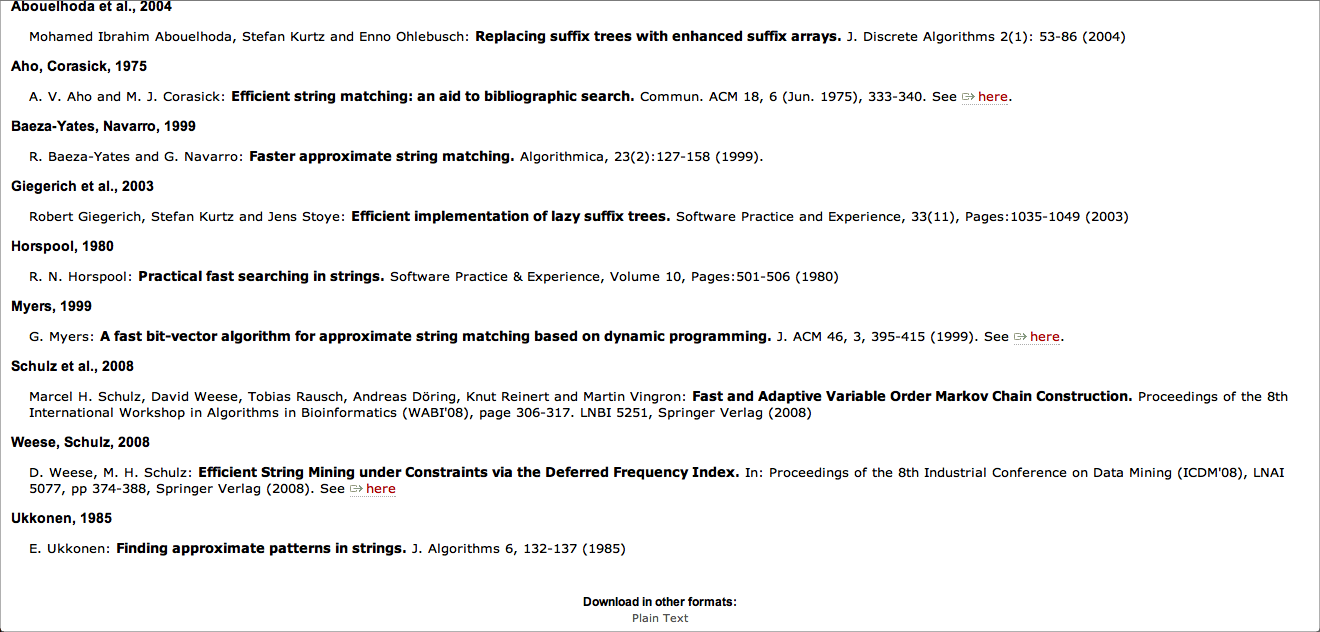 Abouelhoda et al., 2004
Mohamed Ibrahim Abouelhoda, Stefan Kurtz and Enno Ohlebusch: Replacing suffix trees with enhanced suffix arrays. J. Discrete Algorithms 2(1): 53-86 (2004)
Aho, Corasick, 1975
A. V. Aho and M. J. Corasick: Efficient string matching: an aid to bibliographic search. Commun. ACM 18, 6 (Jun. 1975), 333-340. See here.
Baeza-Yates, Navarro, 1999
R. Baeza-Yates and G. Navarro: Faster approximate string matching. Algorithmica, 23(2):127-158 (1999).
Giegerich et al., 2003
Robert Giegerich, Stefan Kurtz and Jens Stoye: Efficient implementation of lazy suffix trees. Software Practice and Experience, 33(11), Pages:1035-1049 (2003)
Horspool, 1980
R. N. Horspool: Practical fast searching in strings. Software Practice & Experience, Volume 10, Pages:501-506 (1980)
Myers, 1999
G. Myers: A fast bit-vector algorithm for approximate string matching based on dynamic programming. J. ACM 46, 3, 395-415 (1999). See here.
Schulz et al., 2008
Marcel H. Schulz, David Weese, Tobias Rausch, Andreas Döring, Knut Reinert and Martin Vingron: Fast and Adaptive Variable Order Markov Chain Construction. Proceedings of the 8th
International Workshop in Algorithms in Bioinformatics (WABI'08), page 306-317. LNBI 5251, Springer Verlag (2008)
Weese, Schulz, 2008
D. Weese, M. H. Schulz: Efficient String Mining under Constraints via the Deferred Frequency Index. In: Proceedings of the 8th Industrial Conference on Data Mining (ICDM'08), LNAI
5077, pp 374-388, Springer Verlag (2008). See here
Ukkonen, 1985
E. Ukkonen: Finding approximate patterns in strings. J. Algorithms 6, 132-137 (1985)
Download in other formats:
Plain Text